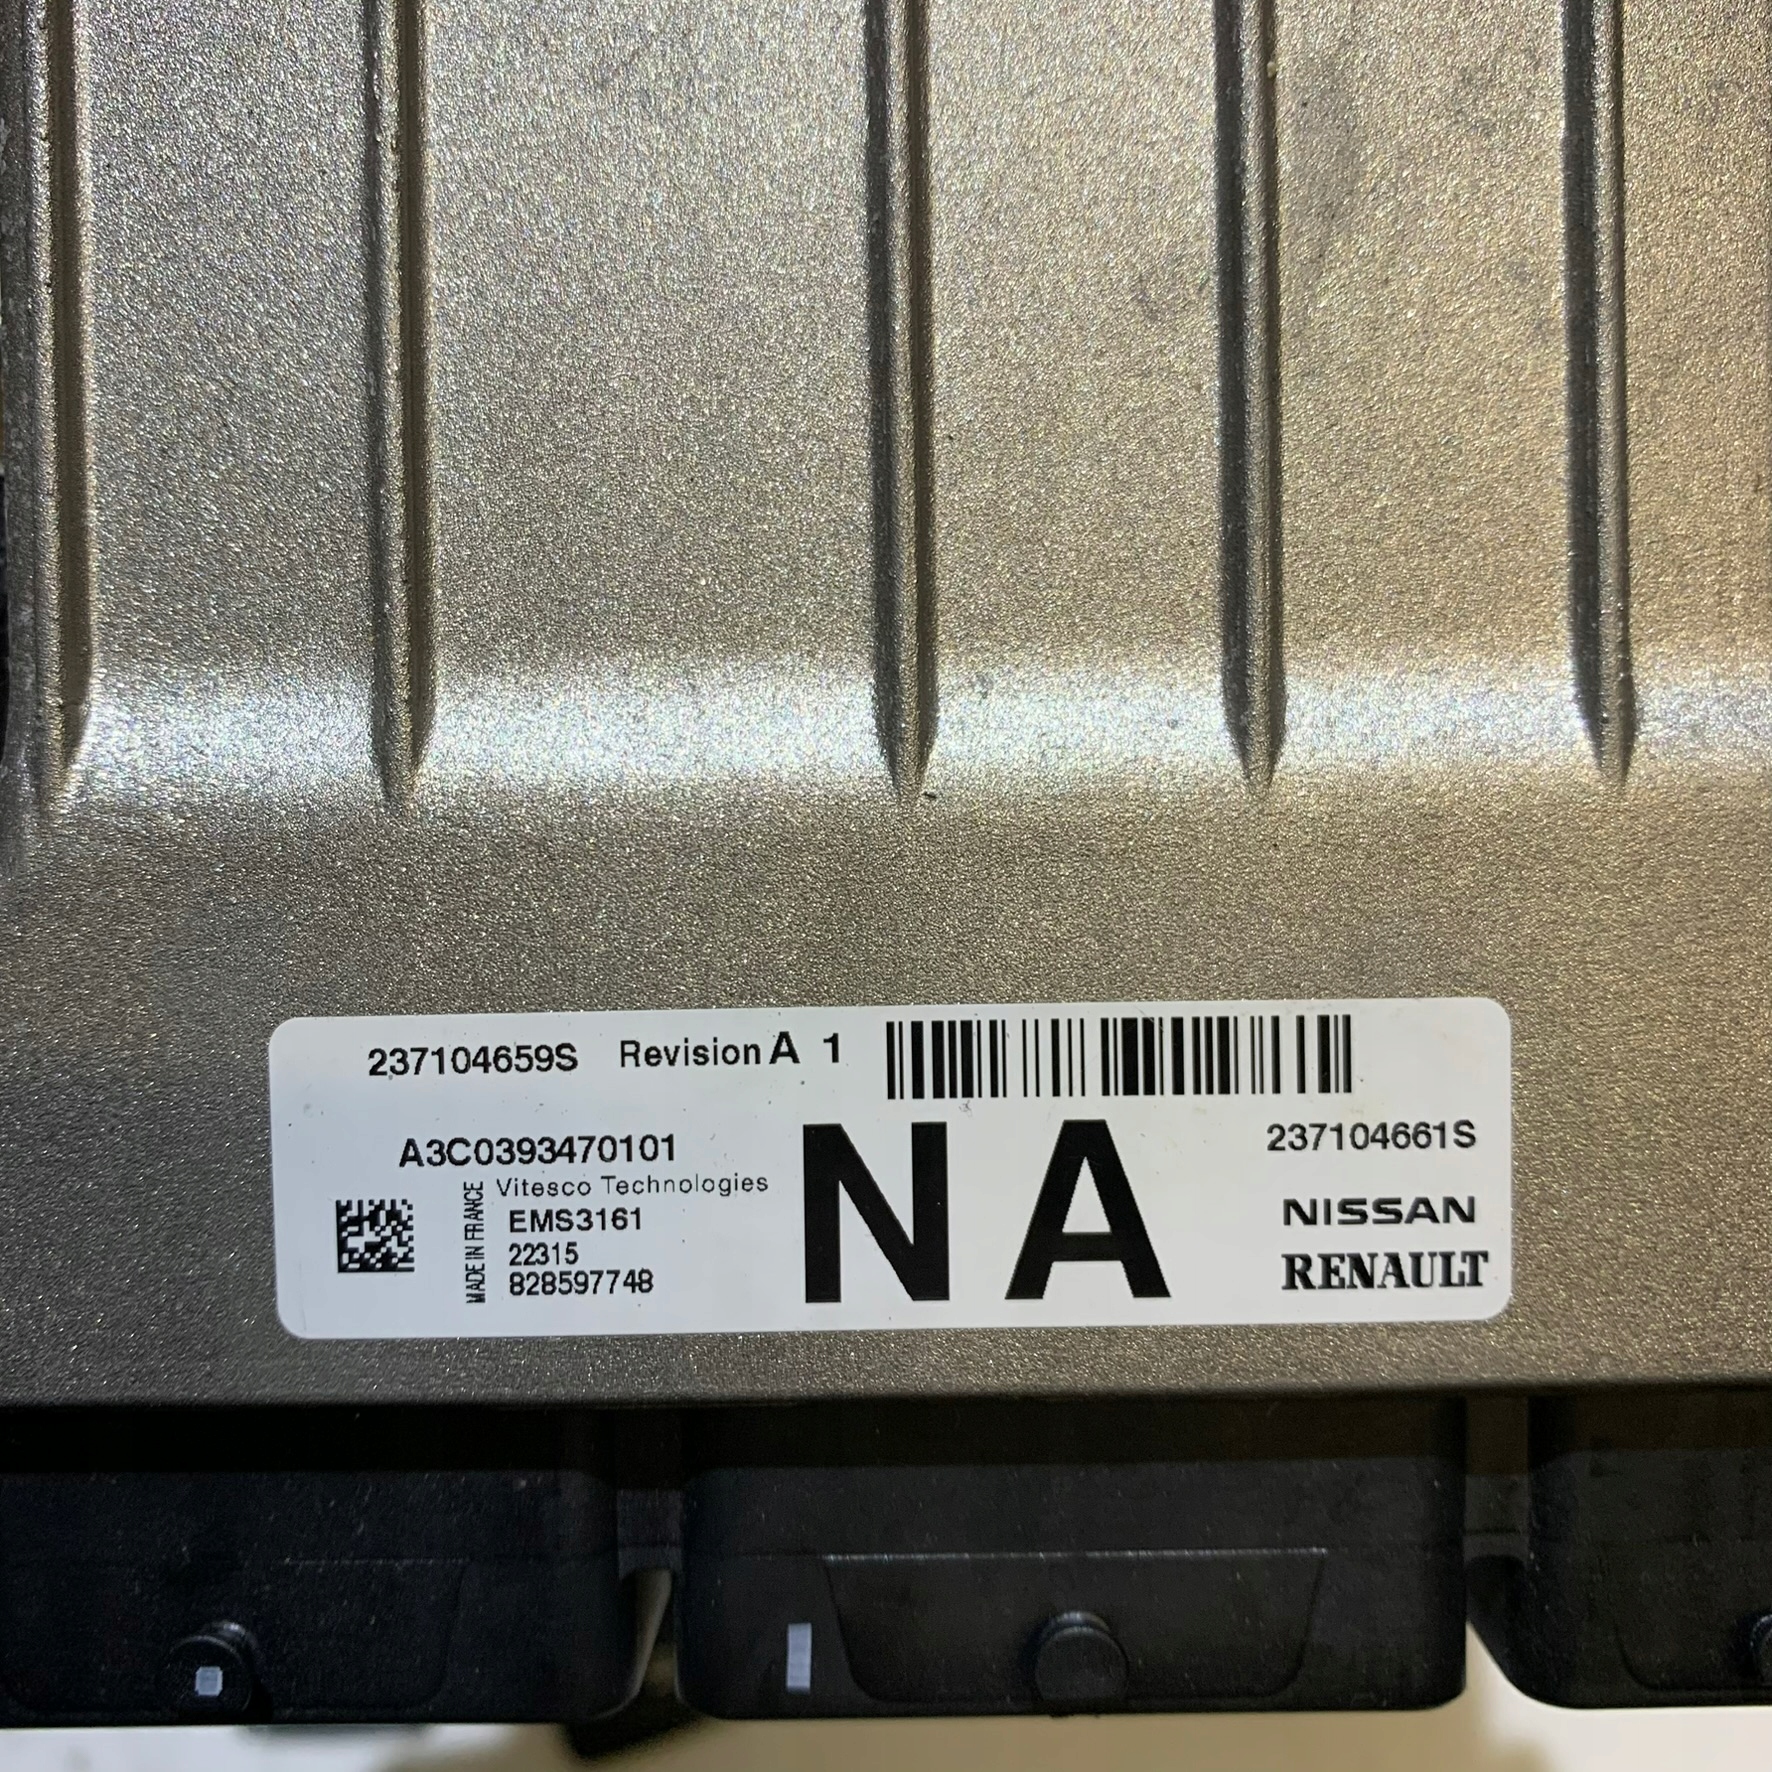 237104659S Revision A 1
A3C0393470101
237104661S
Vitesco Technologies
MADE IN FRANCE
EMS3161
22315
828597748
NA
NISSAN
RENAULT